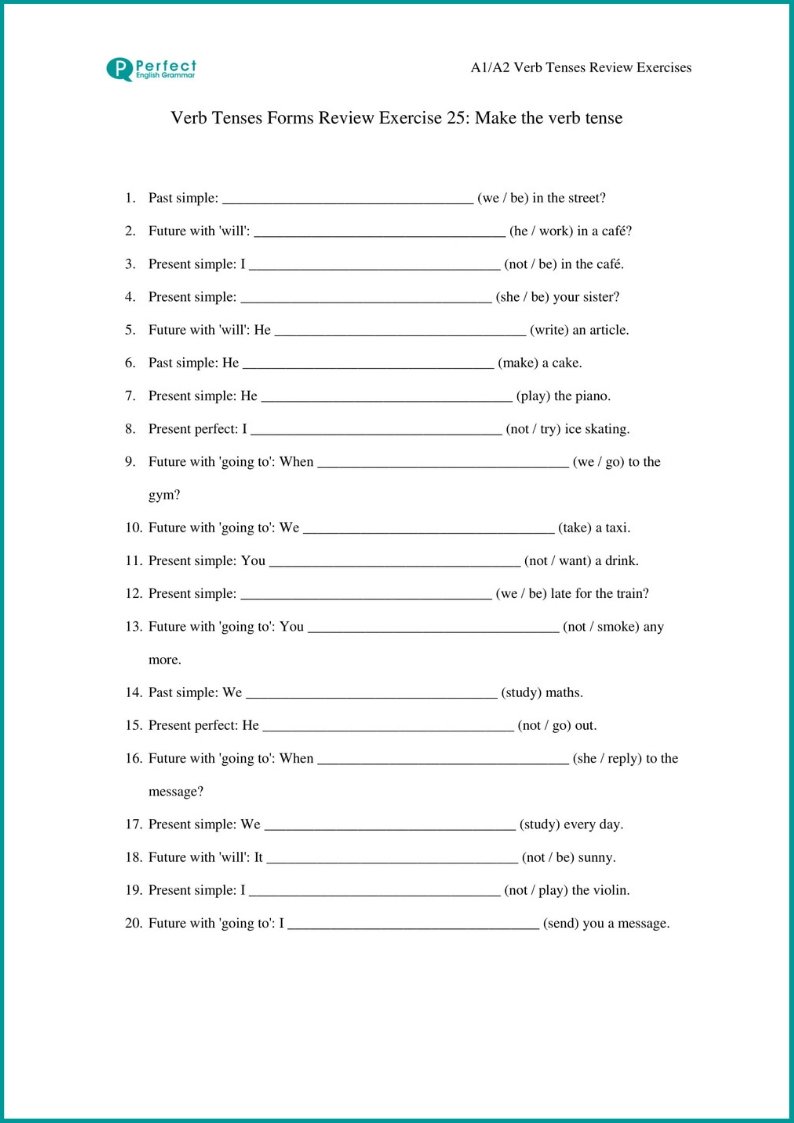 Perfect
English Grammar
A1/A2 Verb Tenses Review Exercises
Verb Tenses Forms Review Exercise 25: Make the verb tense
1. Past simple: ___________________________________ (we / be) in the street?
2. Future with 'will': ___________________________________ (he / work) in a café?
3. Present simple: I ___________________________________ (not / be) in the café.
4. Present simple: ___________________________________ (she / be) your sister?
5. Future with 'will': He ___________________________________ (write) an article.
6. Past simple: He ___________________________________ (make) a cake.
7. Present simple: He ___________________________________ (play) the piano.
8. Present perfect: I ___________________________________ (not / try) ice skating.
9. Future with 'going to': When ___________________________________ (we / go) to the
gym?
10. Future with 'going to': We ___________________________________ (take) a taxi.
11. Present simple: You ___________________________________ (not / want) a drink.
12. Present simple: ___________________________________ (we / be) late for the train?
13. Future with 'going to': You ___________________________________ (not / smoke) any
more.
14. Past simple: We ___________________________________ (study) maths.
15. Present perfect: He ___________________________________ (not / go) out.
16. Future with 'going to': When ___________________________________ (she / reply) to the
message?
17. Present simple: We ___________________________________ (study) every day.
18. Future with 'will': It ___________________________________ (not / be) sunny.
19. Present simple: I ___________________________________ (not / play) the violin.
20. Future with 'going to': I ___________________________________ (send) you a message.